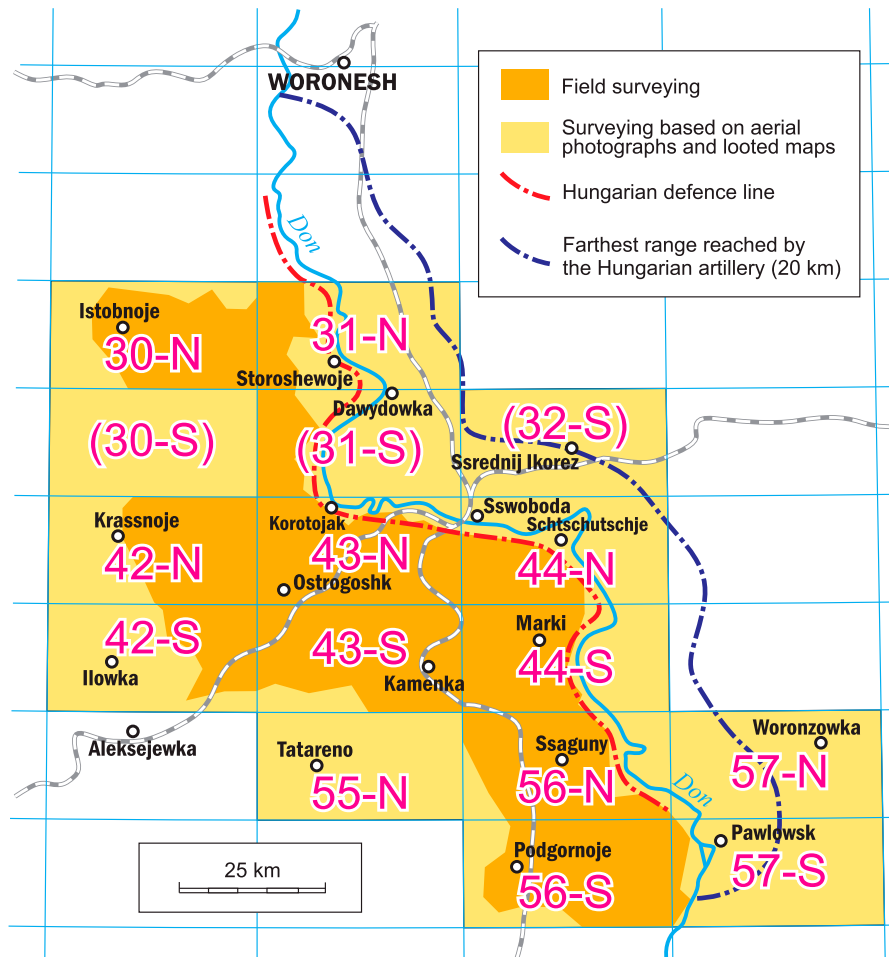 WORONESH
Field surveying
Surveying based on aerial
photographs and looted maps
Hungarian defence line
Farthest range reached by
the Hungarian artillery (20 km)
Don
Istobnoje
30-N
31-N
Storoshewoje
Dawydowka
(30-S)
(31-S)
(32-S)
Ssrednij Ikorez
Krassnoje
42-N
Korotojak
43-N
Sswoboda
Schtschutschje
44-N
Ostrogoshk
42-S
Ilowka
43-S
Kamenka
Marki
44-S
Aleksejewka
Tatareno
55-N
Ssaguny
56-N
Don
Woronzowka
57-N
25 km
Podgornoje
56-S
Pawlowsk
57-S